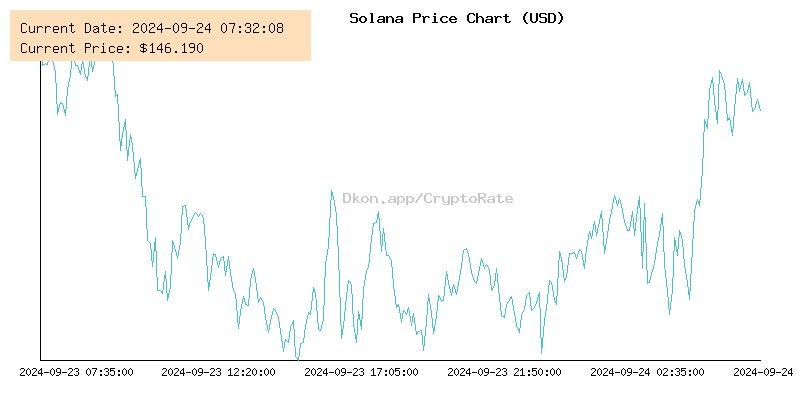 Solana Price Chart (USD)
Current Date: 2024-09-24 07:32:08
Current Price: $146.190
Dkon.app/CryptoRate
2024-09-23 07:35:00 2024-09-23 12:20:00 2024-09-23 17:05:00 2024-09-23 21:50:00 2024-09-24 02:35:00 2024-09-24